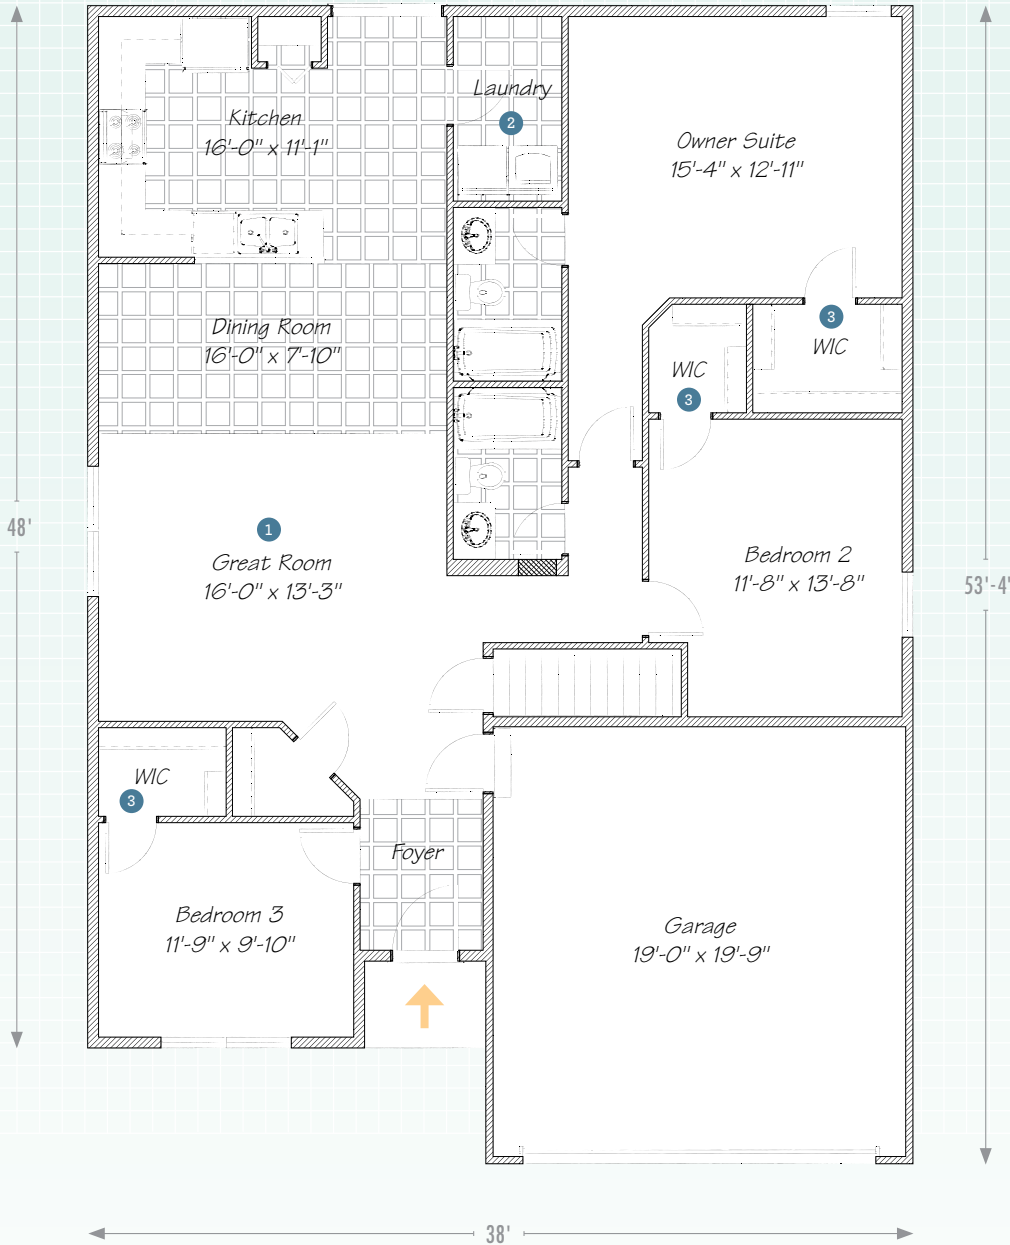 Kitchen
16'-0" x 11'-1"
Laundry
2
Owner Suite
15'-4" x 12'-11"
Dining Room
16'-0" x 7'-10"
3
WIC
WIC
3
48'
1
Great Room
16'-0" x 13'-3"
Bedroom 2
11'-8" x 13'-8"
53'-4"
WIC
3
Foyer
Bedroom 3
11'-9" x 9'-10"
Garage
19'-0" x 19'-9"
38'